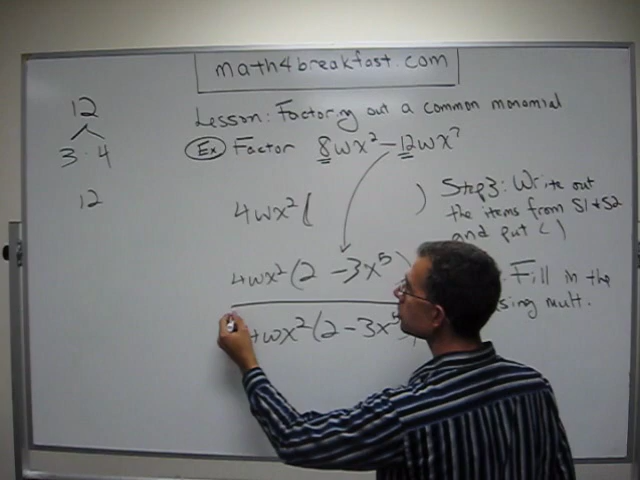 math4breakfast.com
Lesson: Factoring out a common monomial
Ex Factor 8wx² - 12wx⁷
12
3 · 4
12
4wx²( )
Step 3: Write out
the items from S1 + S2
and put ( )
4wx²(2 - 3x⁵)
Fill in the
mult.
4wx²(2 - 3x⁵)